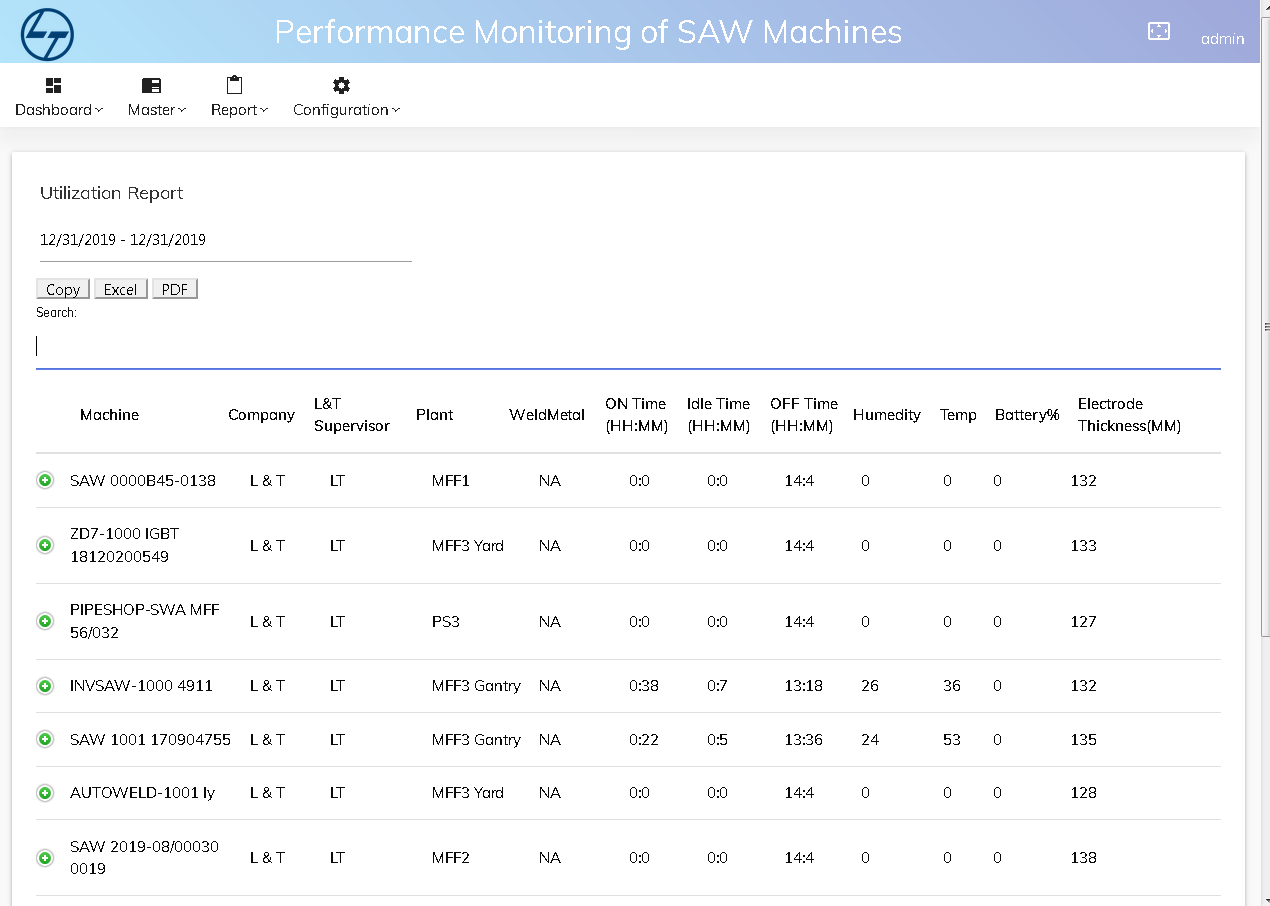 LT
Performance Monitoring of SAW Machines
admin
Dashboard Master Report Configuration
Utilization Report
12/31/2019 - 12/31/2019
Copy Excel PDF
Search:
Machine Company L&T Supervisor Plant WeldMetal ON Time (HH:MM) Idle Time (HH:MM) OFF Time (HH:MM) Humedity Temp Battery% Electrode Thickness(MM)
SAW 0000B45-0138 L & T LT MFF1 NA 0:0 0:0 14:4 0 0 0 132
ZD7-1000 IGBT 18120200549 L & T LT MFF3 Yard NA 0:0 0:0 14:4 0 0 0 133
PIPESHOP-SWA MFF 56/032 L & T LT PS3 NA 0:0 0:0 14:4 0 0 0 127
INVSAW-1000 4911 L & T LT MFF3 Gantry NA 0:38 0:7 13:18 26 36 0 132
SAW 1001 170904755 L & T LT MFF3 Gantry NA 0:22 0:5 13:36 24 53 0 135
AUTOWELD-1001 ly L & T LT MFF3 Yard NA 0:0 0:0 14:4 0 0 0 128
SAW 2019-08/00030 0019 L & T LT MFF2 NA 0:0 0:0 14:4 0 0 0 138